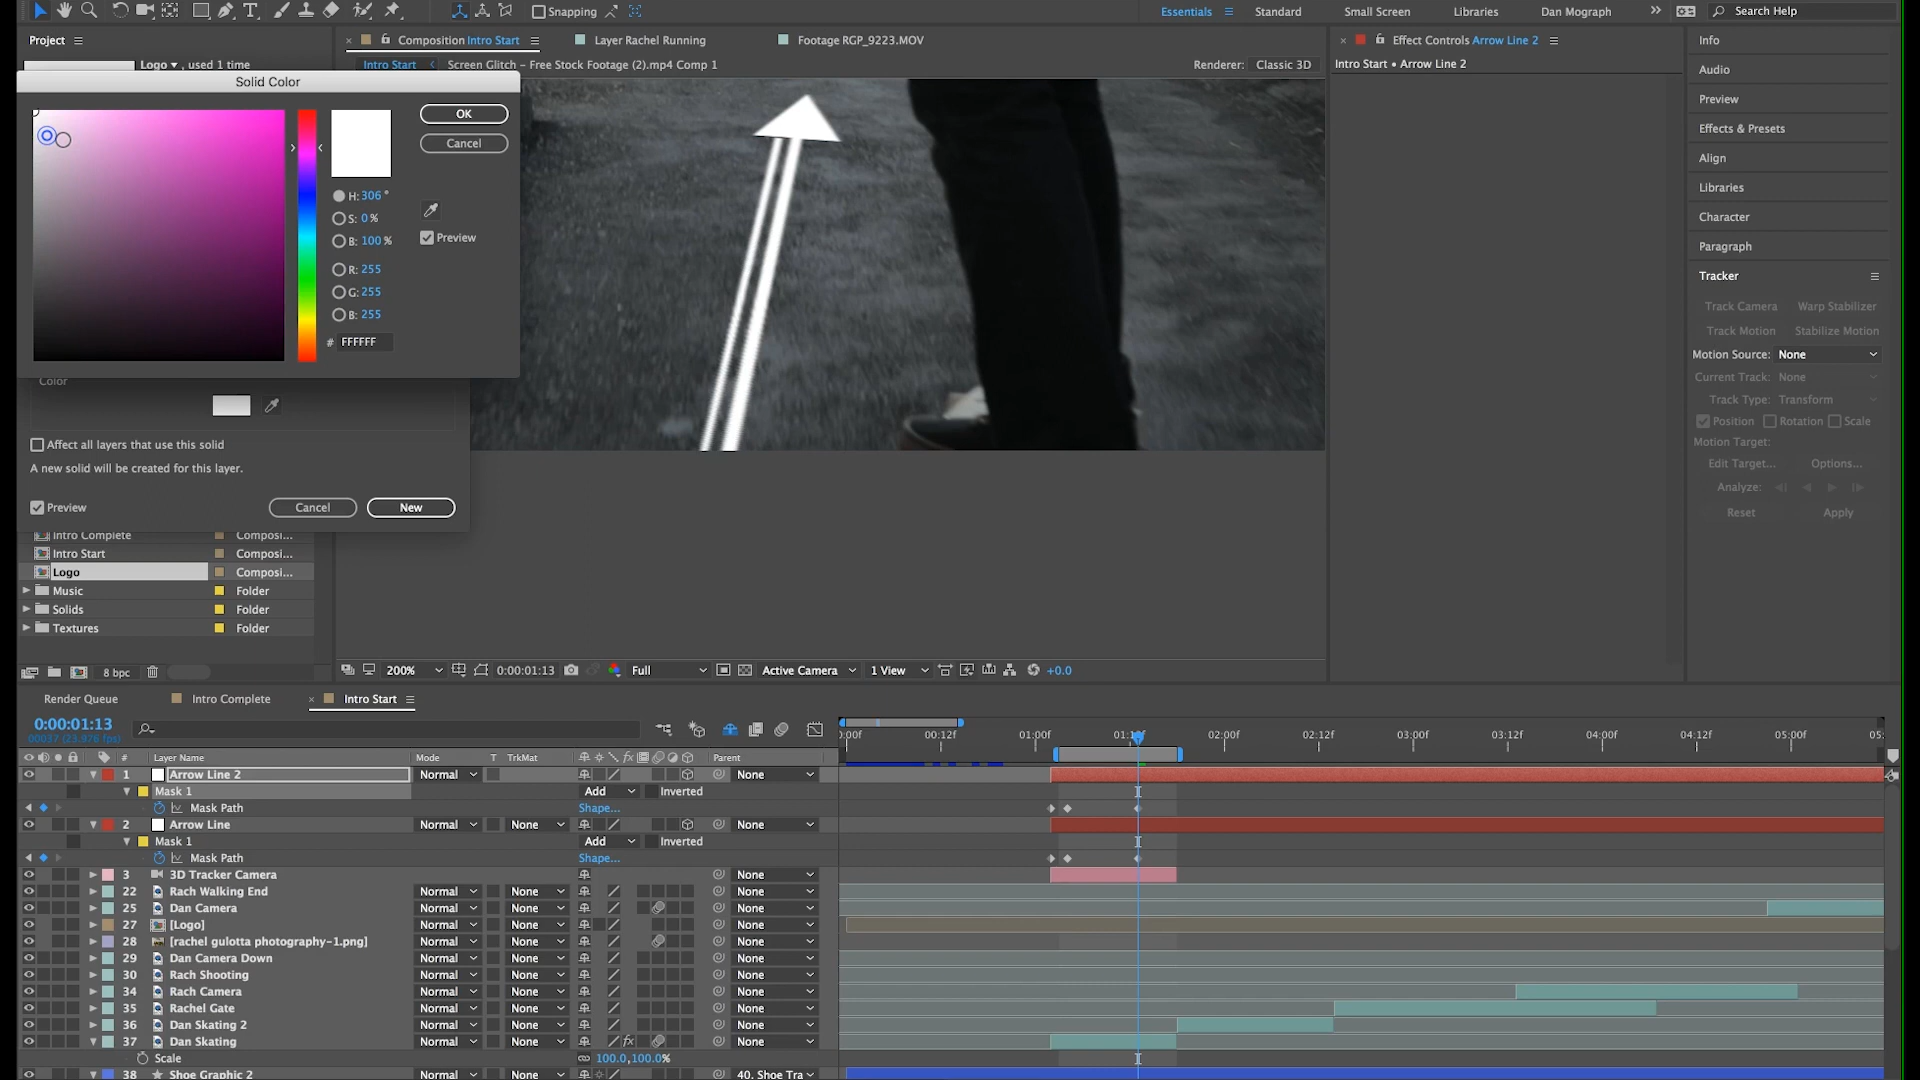 Snapping
Essentials
Standard
Small Screen
Libraries
Dan Mograph
Search Help
Project
Composition Intro Start
Layer Rachel Running
Footage RGP_9223.MOV
Effect Controls Arrow Line 2
Info
Logo , used 1 time
Intro Start
Screen Glitch – Free Stock Footage (2).mp4 Comp 1
Renderer: Classic 3D
Intro Start • Arrow Line 2
Audio
Preview
Effects & Presets
Align
Libraries
Character
Paragraph
Tracker
Track Camera Warp Stabilizer
Track Motion Stabilize Motion
Motion Source: None
Current Track: None
Track Type: Transform
Position Rotation Scale
Motion Target:
Edit Target... Options...
Analyze:
Reset Apply
Solid Color
OK
Cancel
H: 306 °
S: 0 %
B: 100 %
Preview
R: 255
G: 255
B: 255
# FFFFFF
Color
Affect all layers that use this solid
A new solid will be created for this layer.
Preview
Cancel New
Intro Complete Composi...
Intro Start Composi...
Logo Composi...
Music Folder
Solids Folder
Textures Folder
8 bpc
200% 0:00:01:13 Full Active Camera 1 View +0.0
Render Queue Intro Complete Intro Start
0:00:01:13
00037 (23.976 fps)
:00f 00:12f 01:00f 01:12f 02:00f 02:12f 03:00f 03:12f 04:00f 04:12f 05:00f 05:
# Layer Name Mode T TrkMat Parent
1 Arrow Line 2 Normal None
Mask 1 Add Inverted
Mask Path Shape...
2 Arrow Line Normal None None
Mask 1 Add Inverted
Mask Path Shape...
3 3D Tracker Camera None
22 Rach Walking End Normal None None
25 Dan Camera Normal None None
27 [Logo] Normal None None
28 [rachel gulotta photography-1.png] Normal None None
29 Dan Camera Down Normal None None
30 Rach Shooting Normal None None
34 Rach Camera Normal None None
35 Rachel Gate Normal None None
36 Dan Skating 2 Normal None None
37 Dan Skating Normal None fx None
Scale 100.0,100.0%
38 Shoe Graphic 2 Normal None 40. Shoe Tra